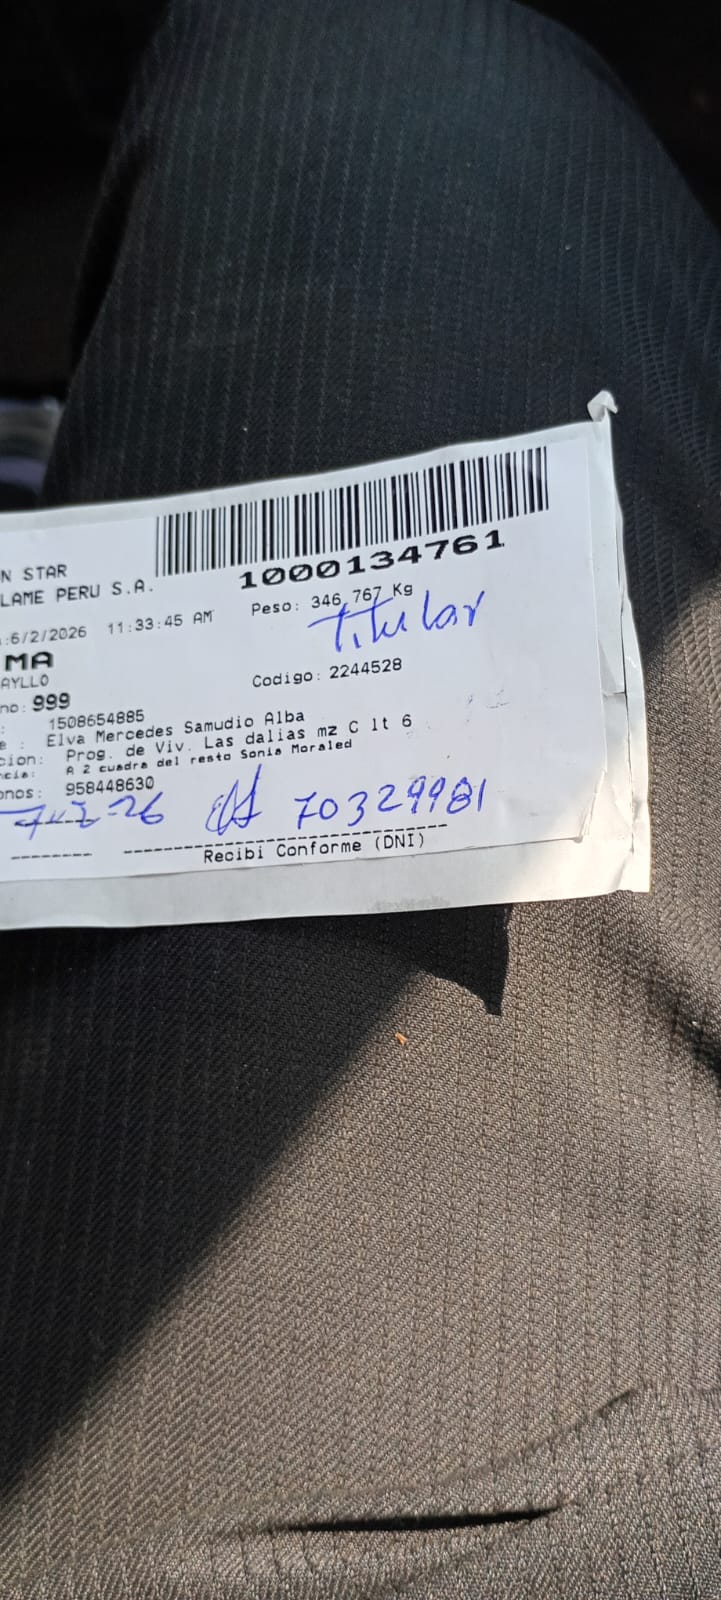 1000134761
N STAR
LAME PERU S.A.
:6/2/2026 11:33:45 AM
Peso: 346,767 Kg
Titular
MA
AYLLO
Codigo: 2244528
no: 999
: 1508654885
e : Elva Mercedes Samudio Alba
cion: Prog. de Viv. Las dalias mz C lt 6
ncia: A 2 cuadra del resto Sonia Moraled
onos: 958448630
70329981
Recibi Conforme (DNI)